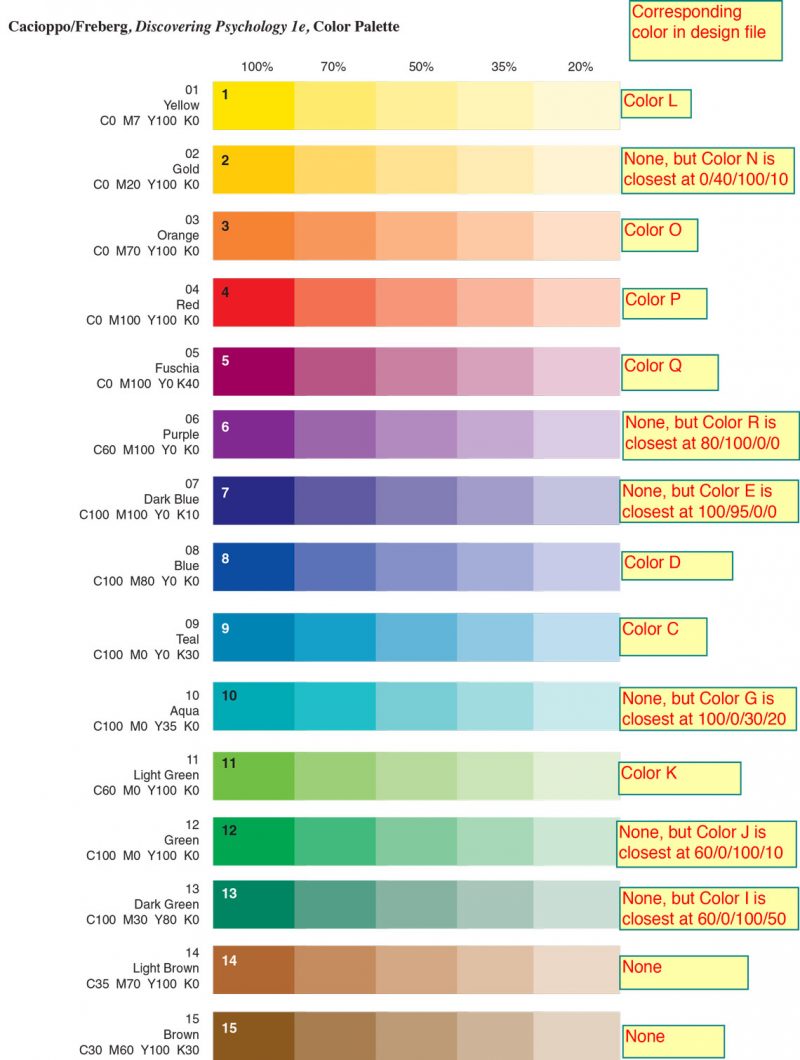 Corresponding
color in design file
Cacioppo/Freberg, Discovering Psychology 1e, Color Palette
100% 70% 50% 35% 20%
01
Yellow
C0 M7 Y100 K0
1
Color L
02
Gold
C0 M20 Y100 K0
2
None, but Color N is
closest at 0/40/100/10
03
Orange
C0 M70 Y100 K0
3
Color O
04
Red
C0 M100 Y100 K0
4
Color P
05
Fuschia
C0 M100 Y0 K40
5
Color Q
06
Purple
C60 M100 Y0 K0
6
None, but Color R is
closest at 80/100/0/0
07
Dark Blue
C100 M100 Y0 K10
7
None, but Color E is
closest at 100/95/0/0
08
Blue
C100 M80 Y0 K0
8
Color D
09
Teal
C100 M0 Y0 K30
9
Color C
10
Aqua
C100 M0 Y35 K0
10
None, but Color G is
closest at 100/0/30/20
11
Light Green
C60 M0 Y100 K0
11
Color K
12
Green
C100 M0 Y100 K0
12
None, but Color J is
closest at 60/0/100/10
13
Dark Green
C100 M30 Y80 K0
13
None, but Color I is
closest at 60/0/100/50
14
Light Brown
C35 M70 Y100 K0
14
None
15
Brown
C30 M60 Y100 K30
15
None